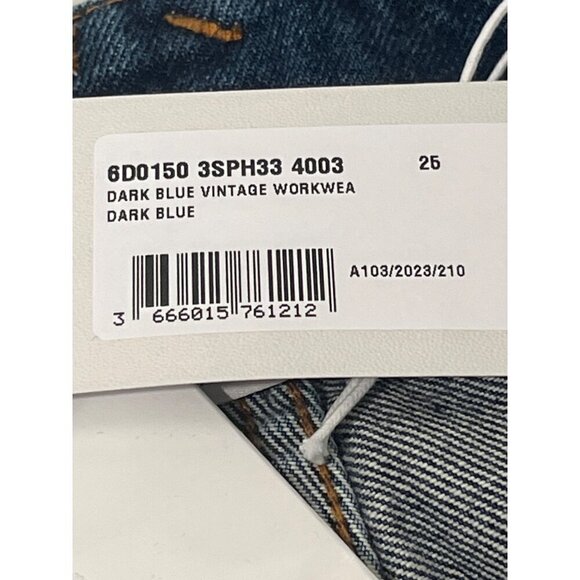 6D0150 3SPH33 4003 25
DARK BLUE VINTAGE WORKWEA
DARK BLUE
A103/2023/210
3 666015 761212